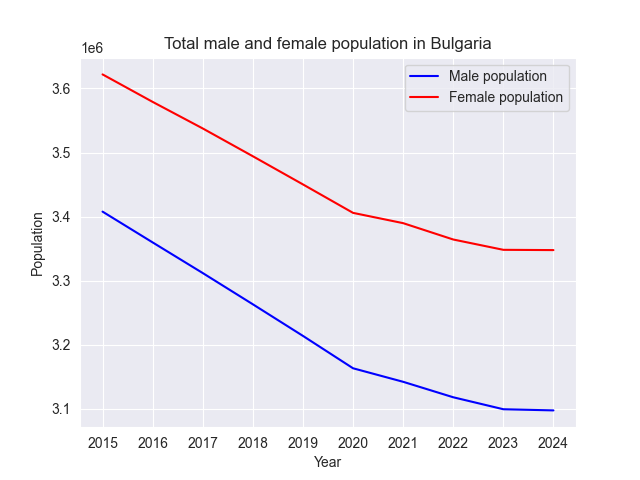 Total male and female population in Bulgaria
1e6
Male population
Female population
3.6
3.5
3.4
3.3
3.2
3.1
Population
2015 2016 2017 2018 2019 2020 2021 2022 2023 2024
Year